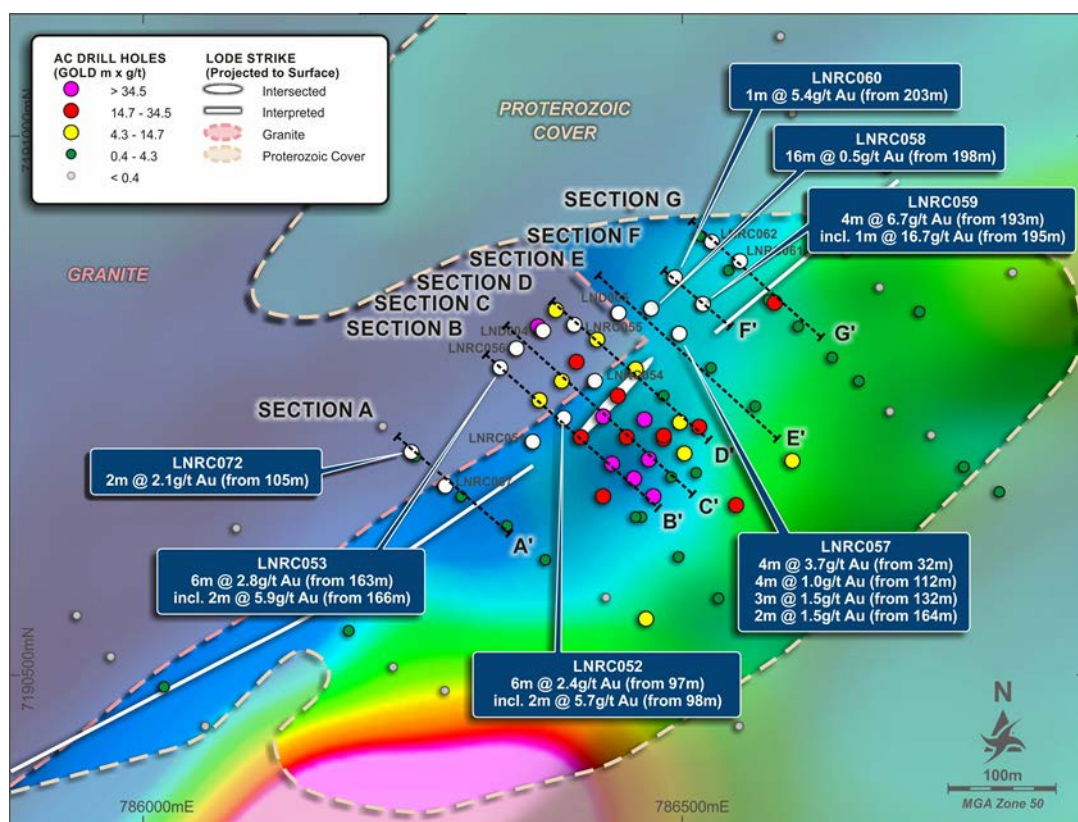 AC DRILL HOLES
(GOLD m x g/t)
> 34.5
14.7 - 34.5
4.3 - 14.7
0.4 - 4.3
< 0.4
LODE STRIKE
(Projected to Surface)
Intersected
Interpreted
Granite
Proterozoic Cover
7191000mN
PROTEROZOIC
COVER
GRANITE
LNRC060
1m @ 5.4g/t Au (from 203m)
LNRC058
16m @ 0.5g/t Au (from 198m)
LNRC059
4m @ 6.7g/t Au (from 193m)
incl. 1m @ 16.7g/t Au (from 195m)
SECTION G
SECTION F
SECTION E
SECTION D
SECTION C
SECTION B
SECTION A
LNRC062
LNRC061
LNRC055
LND004
LNRC056
LNRC054
LNRC067
F'
G'
E'
D'
C'
B'
A'
LNRC072
2m @ 2.1g/t Au (from 105m)
LNRC053
6m @ 2.8g/t Au (from 163m)
incl. 2m @ 5.9g/t Au (from 166m)
LNRC057
4m @ 3.7g/t Au (from 32m)
4m @ 1.0g/t Au (from 112m)
3m @ 1.5g/t Au (from 132m)
2m @ 1.5g/t Au (from 164m)
LNRC052
6m @ 2.4g/t Au (from 97m)
incl. 2m @ 5.7g/t Au (from 98m)
7190500mN
786000mE
786500mE
N
100m
MGA Zone 50